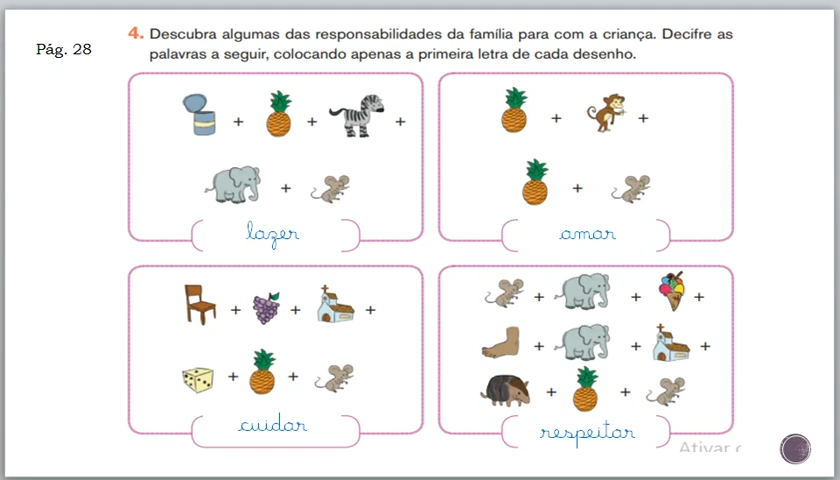 Pág. 28
4. Descubra algumas das responsabilidades da família para com a criança. Decifre as
palavras a seguir, colocando apenas a primeira letra de cada desenho.
+ + +
+
lazer
+ +
+
amar
+ + +
+ +
cuidar
+ + +
+ + +
+ +
respeitar
Ativar